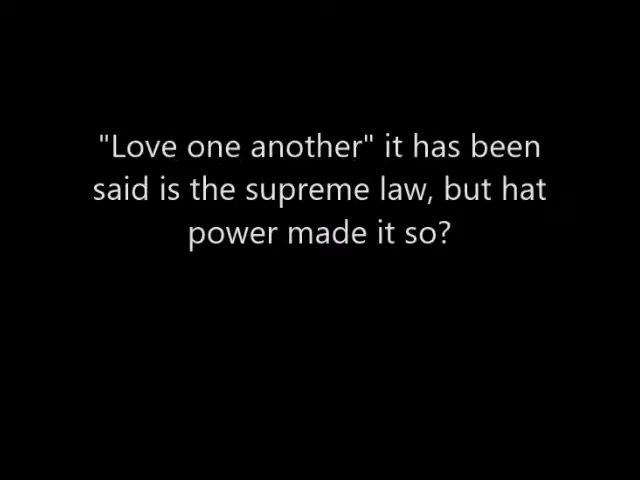 "Love one another" it has been
said is the supreme law, but hat
power made it so?